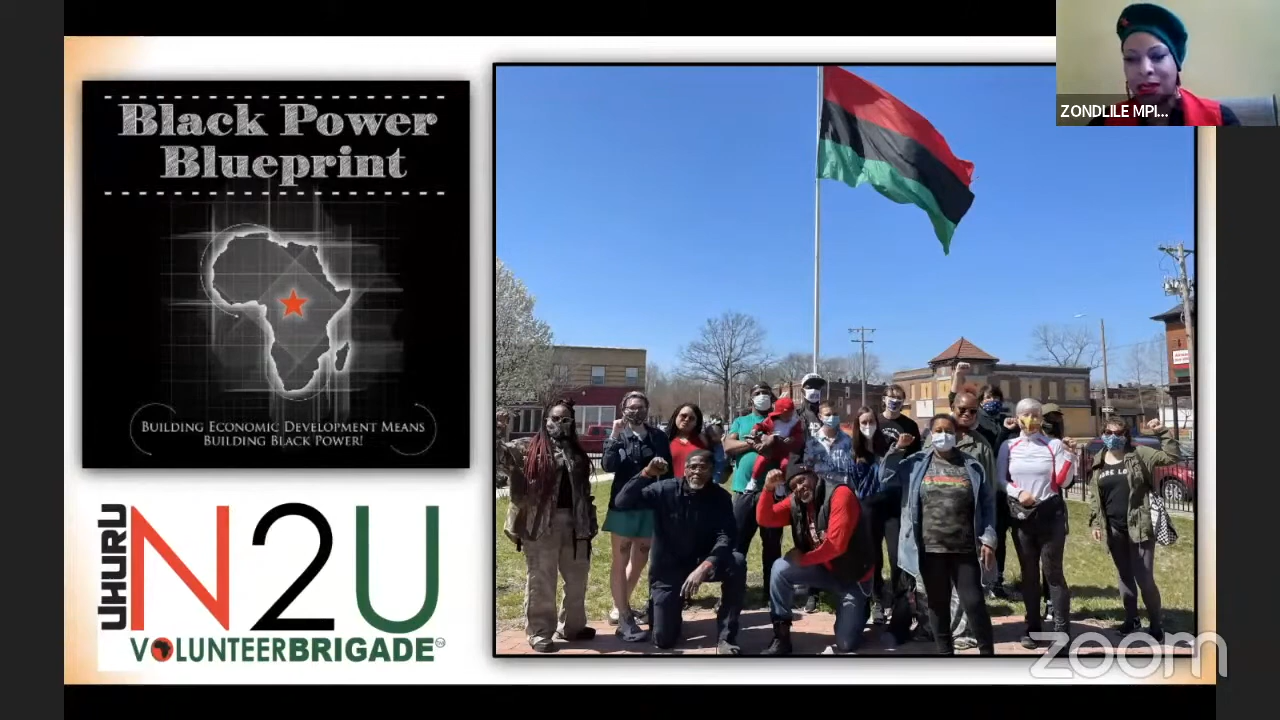 Black Power
Blueprint
BUILDING ECONOMIC DEVELOPMENT MEANS
BUILDING BLACK POWER!
UHURU
N2U
VOLUNTEERBRIGADE
ZONDLILE MPI...
zoom